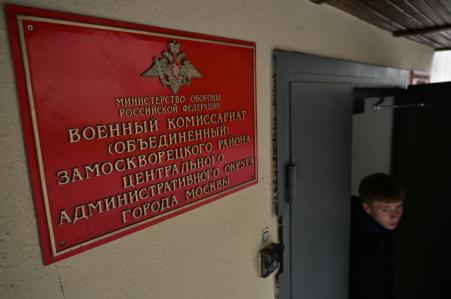 МИНИСТЕРСТВО ОБОРОНЫ
РОССИЙСКОЙ ФЕДЕРАЦИИ
ВОЕННЫЙ КОМИССАРИАТ
(ОБЪЕДИНЕННЫЙ)
ЗАМОСКВОРЕЦКОГО РАЙОНА
ЦЕНТРАЛЬНОГО
АДМИНИСТРАТИВНОГО ОКРУГА
ГОРОДА МОСКВЫ